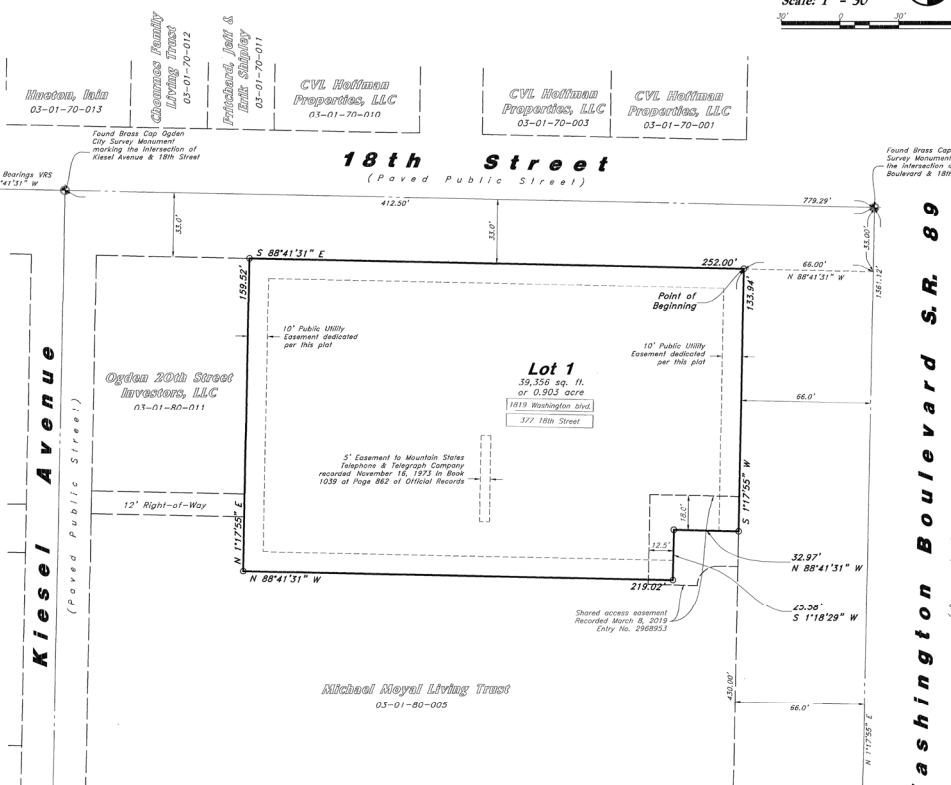 Scale: 1" = 30'
30'
0
30'
Hueton, Iain
03-01-70-013
Chournos Family
Living Trust
03-01-70-012
Pritchard, Jeff &
Erik Shipley
03-01-70-011
CVL Hoffman
Properties, LLC
03-01-70-010
CVL Hoffman
Properties, LLC
03-01-70-003
CVL Hoffman
Properties, LLC
03-01-70-001
Found Brass Cap Ogden
City Survey Monument
marking the intersection of
Kiesel Avenue & 18th Street
18th Street
(Paved Public Street)
Found Brass Cap
Survey Monument
the intersection o
Boulevard & 18th
Bearings VRS
°41'31" W
412.50'
779.29'
33.0'
33.0'
33.00'
1361.12'
S 88°41'31" E
252.00'
66.00'
N 88°41'31" W
159.52'
133.94'
Point of
Beginning
10' Public Utility
Easement dedicated
per this plat
10' Public Utility
Easement dedicated
per this plat
Lot 1
39,356 sq. ft.
or 0.903 acre
1819 Washington blvd.
377 18th Street
Ogden 20th Street
Investors, LLC
03-01-80-011
66.0'
5' Easement to Mountain States
Telephone & Telegraph Company
recorded November 16, 1973 in Book
1039 at Page 862 of Official Records
12' Right-of-Way
N 1°17'55" E
S 1°17'55" W
18.0'
12.5'
32.97'
N 88°41'31" W
N 88°41'31" W
219.02'
S 1°18'29" W
Shared access easement
Recorded March 8, 2019
Entry No. 2968953
Michael Moyal Living Trust
03-01-80-005
430.00'
66.0'
N 1°17'55" E
Kiesel Avenue
(Paved Public Street)
ashington Boulevard S.R. 89